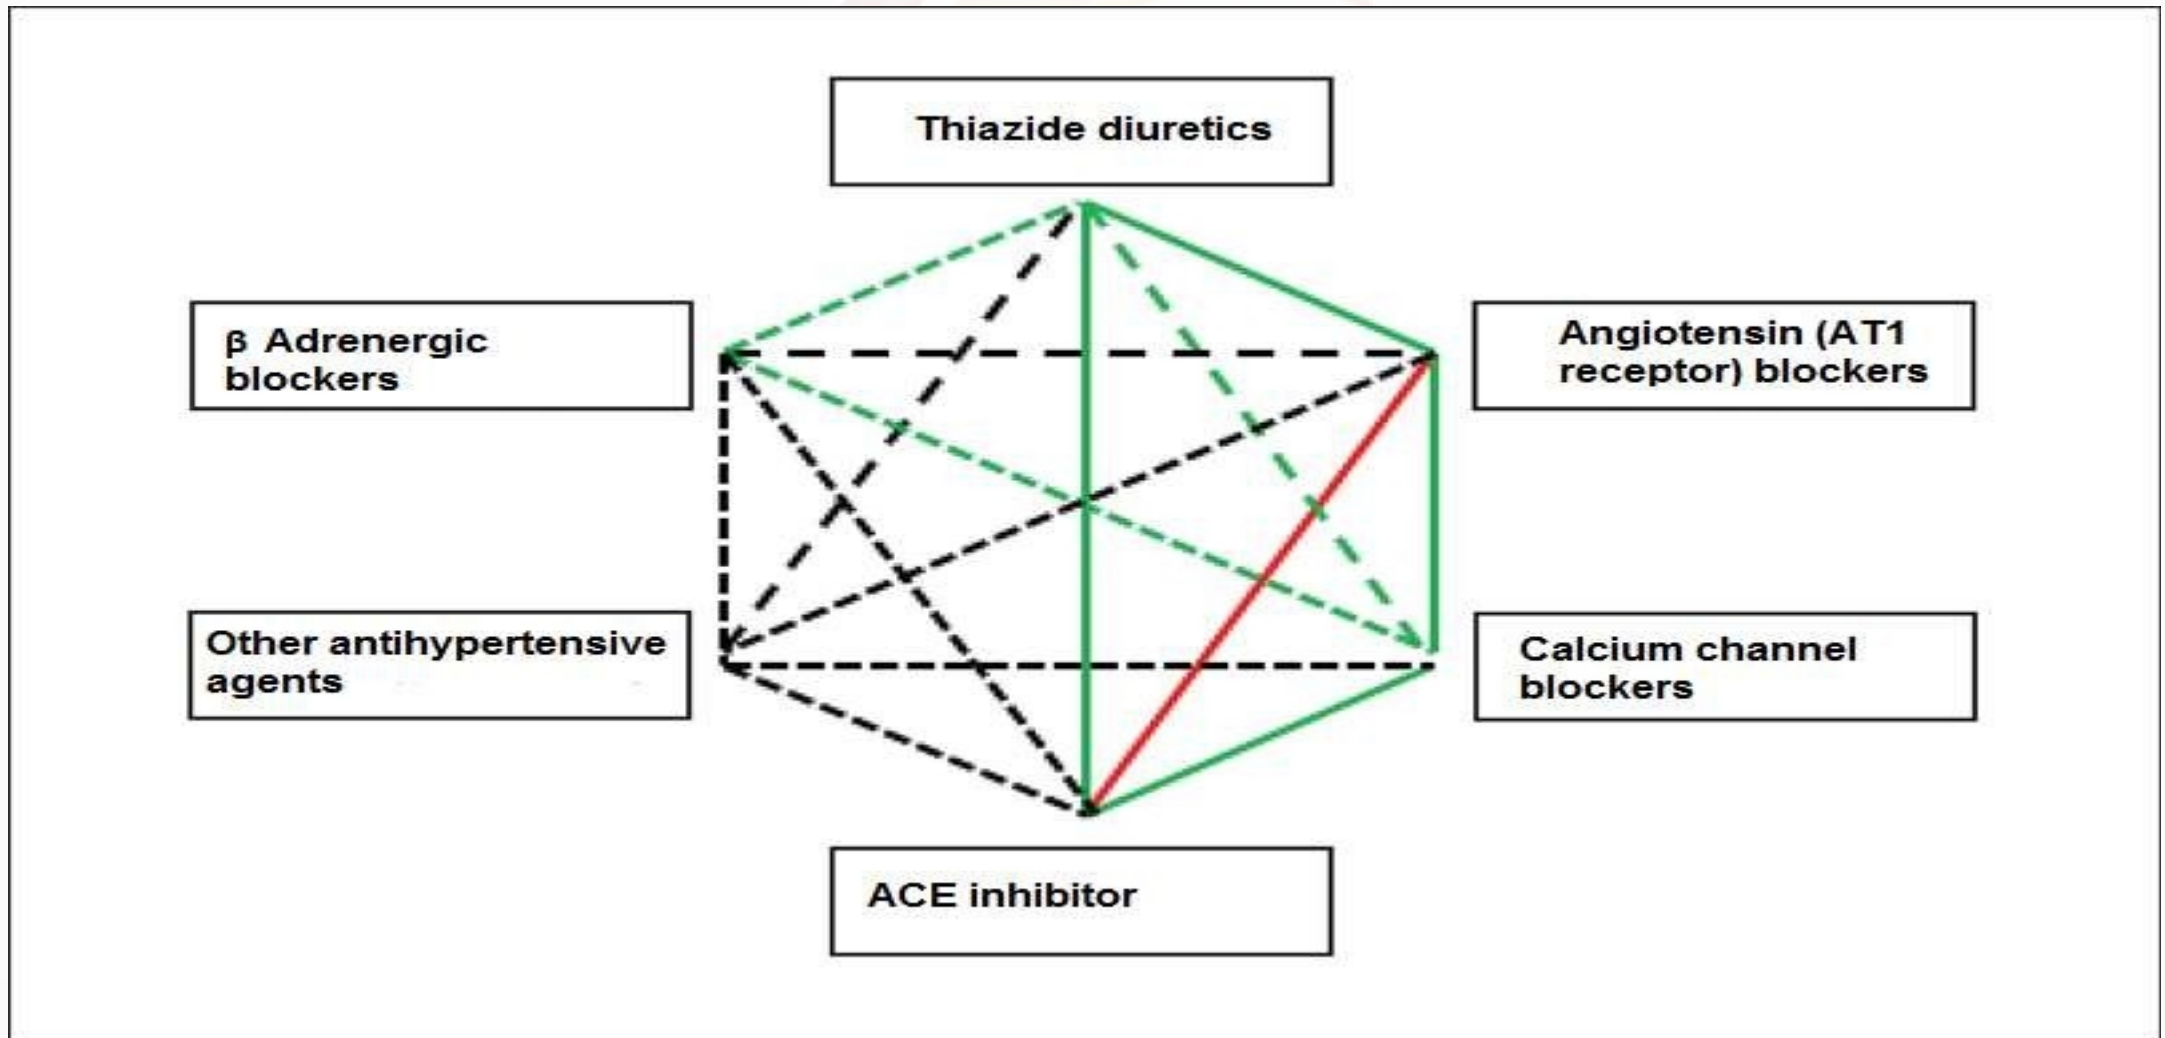 Thiazide diuretics
β Adrenergic
blockers
Angiotensin (AT1
receptor) blockers
Other antihypertensive
agents
Calcium channel
blockers
ACE inhibitor